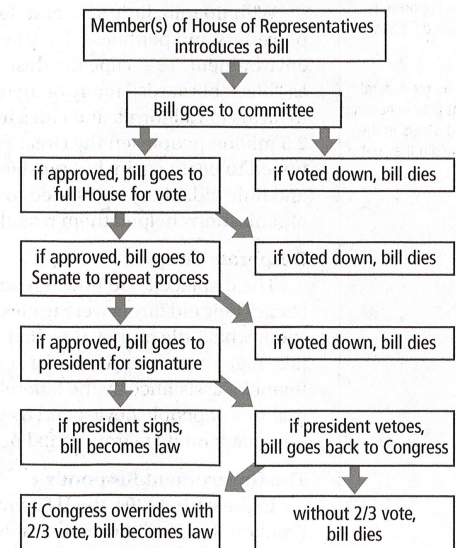 Member(s) of House of Representatives
introduces a bill
Bill goes to committee
if approved, bill goes to
full House for vote
if voted down, bill dies
if approved, bill goes to
Senate to repeat process
if voted down, bill dies
if approved, bill goes to
president for signature
if voted down, bill dies
if president signs,
bill becomes law
if president vetoes,
bill goes back to Congress
if Congress overrides with
2/3 vote, bill becomes law
without 2/3 vote,
bill dies